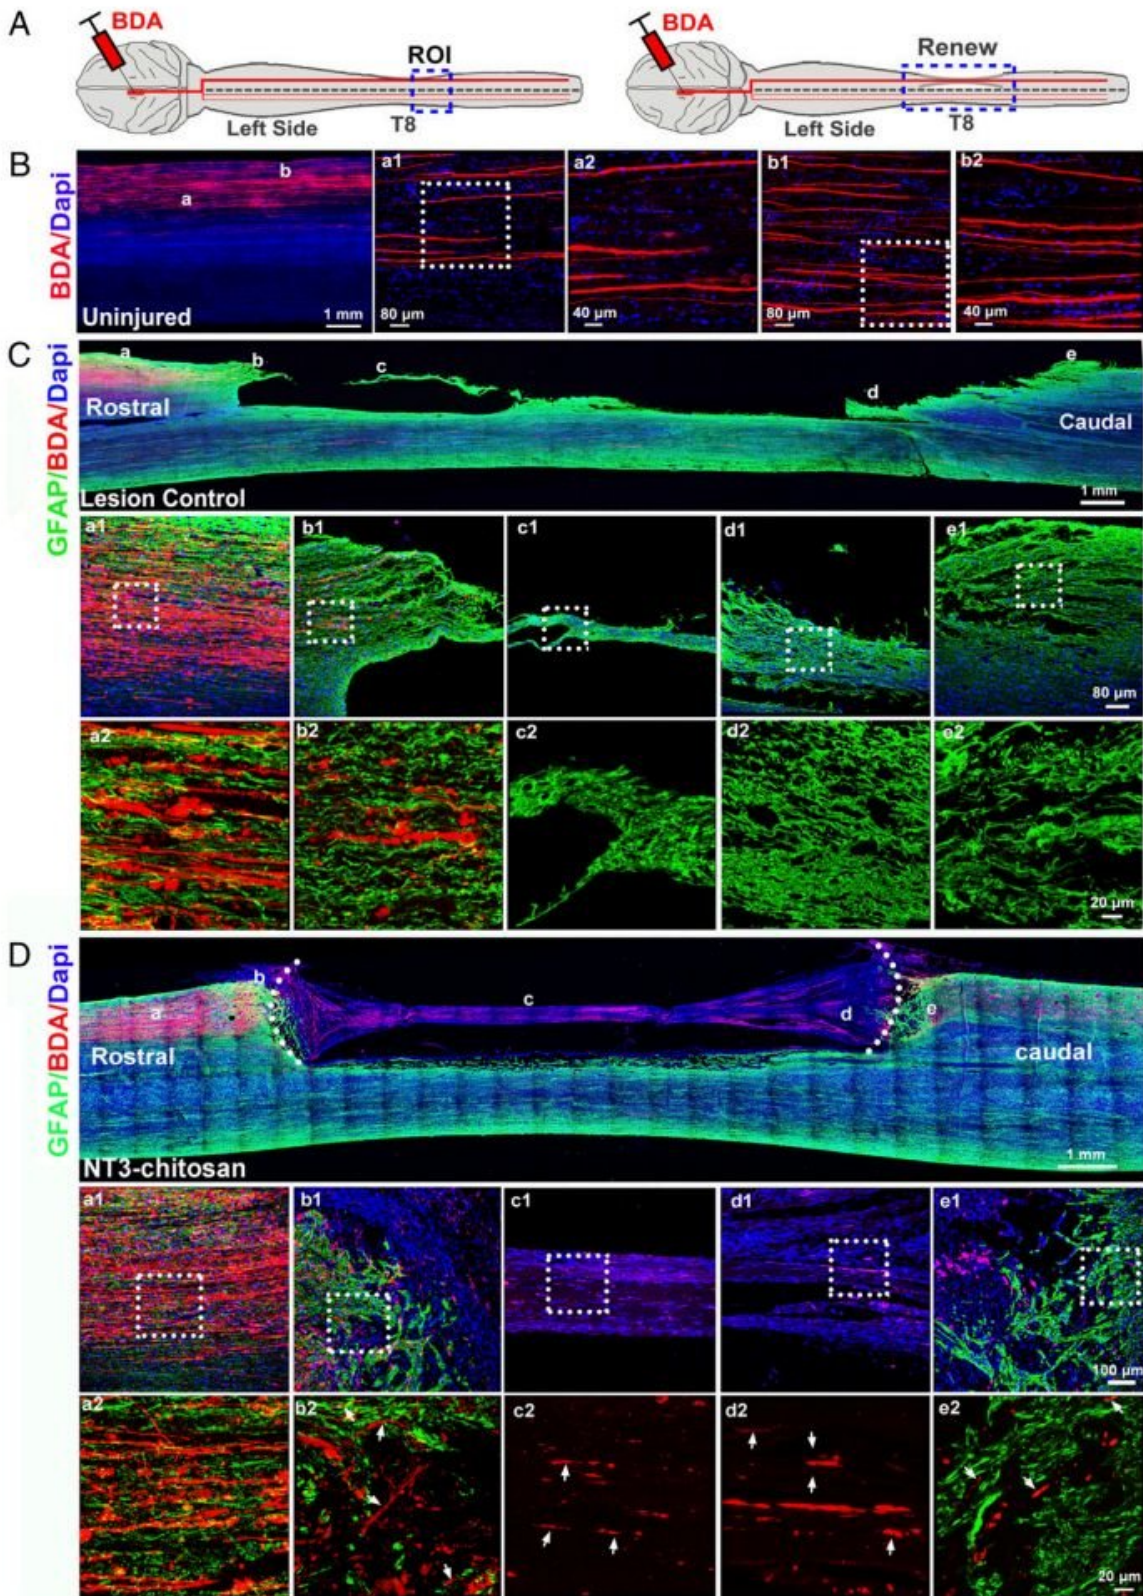 A
BDA
ROI
Left Side
T8
BDA
Renew
Left Side
T8
B
BDA/Dapi
b
a
Uninjured
1 mm
a1
80 µm
a2
40 µm
b1
80 µm
b2
40 µm
C
GFAP/BDA/Dapi
a
b
c
d
e
Rostral
Caudal
Lesion Control
1 mm
a1
b1
c1
d1
e1
80 µm
a2
b2
c2
d2
e2
20 µm
D
GFAP/BDA/Dapi
a
b
c
d
e
Rostral
caudal
NT3-chitosan
1 mm
a1
b1
c1
d1
e1
100 µm
a2
b2
c2
d2
e2
20 µm